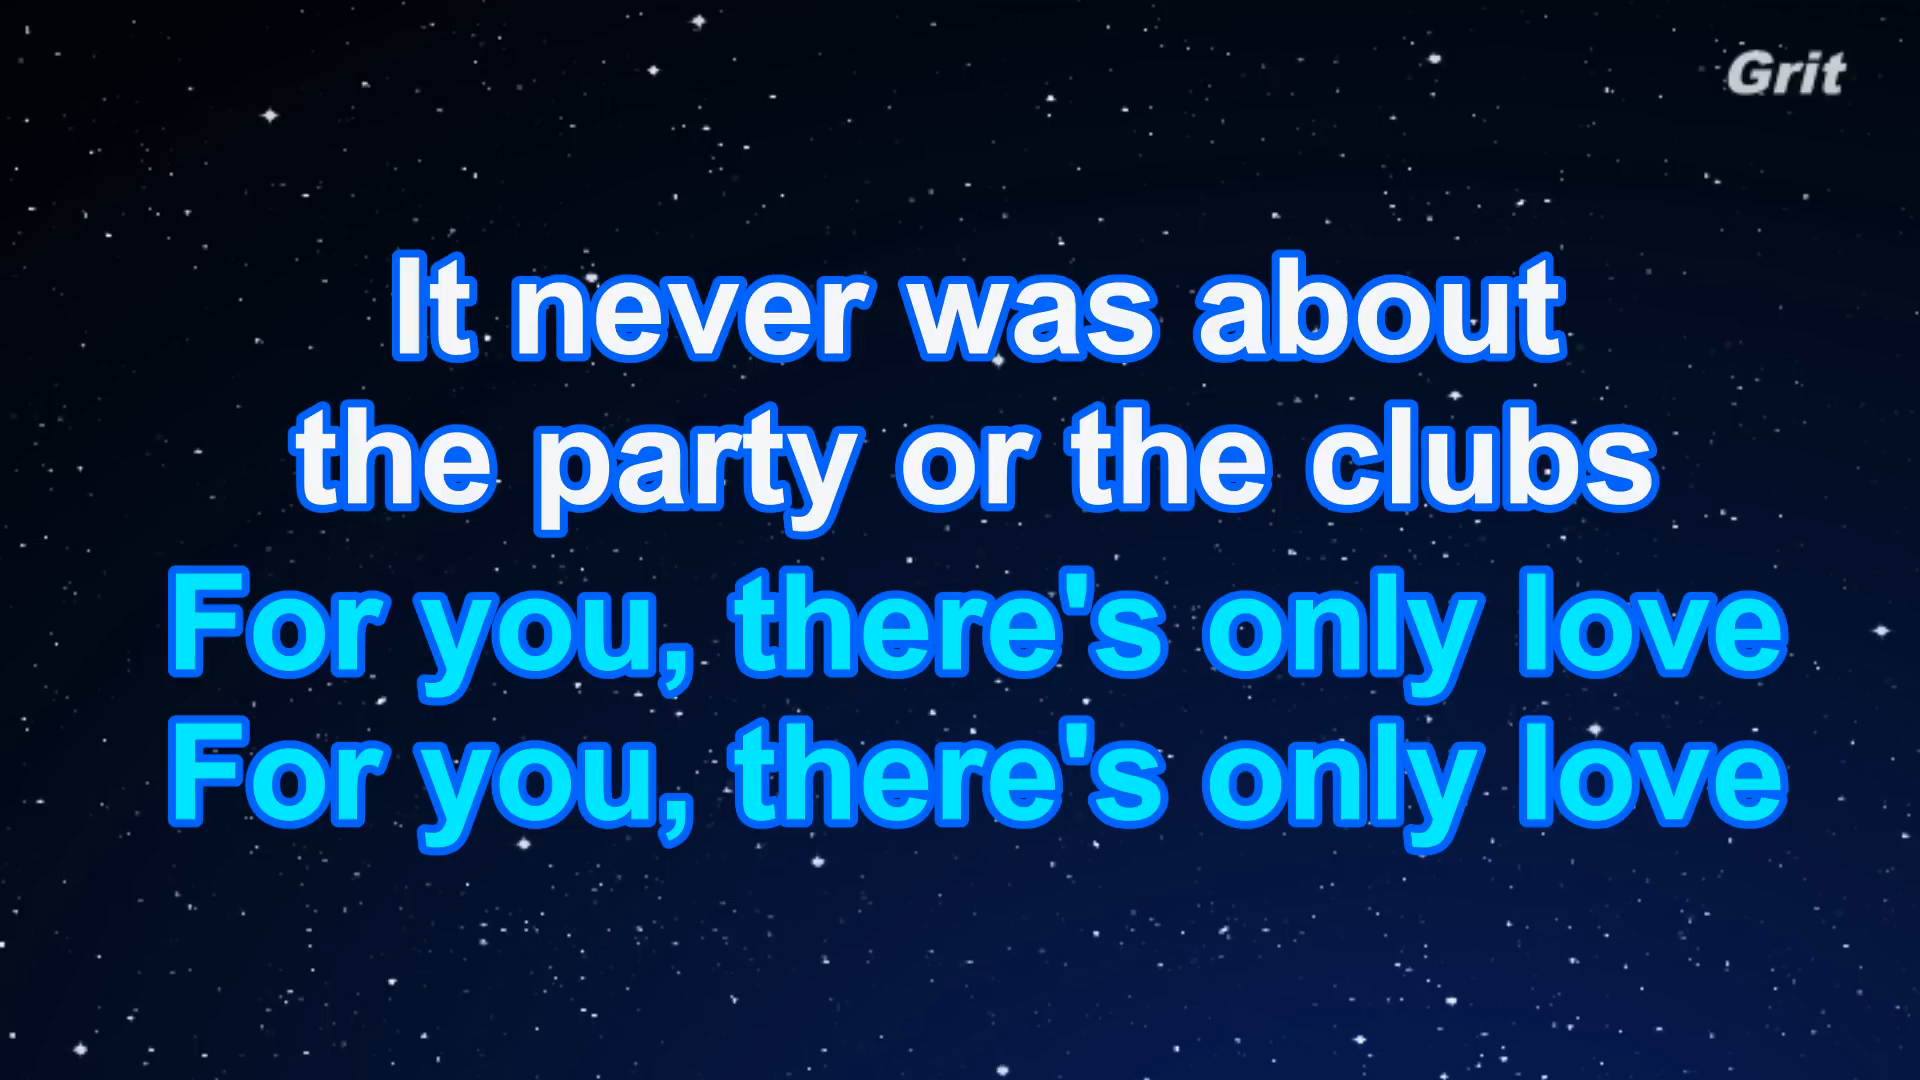 Grit
It never was about
the party or the clubs
For you, there's only love
For you, there's only love